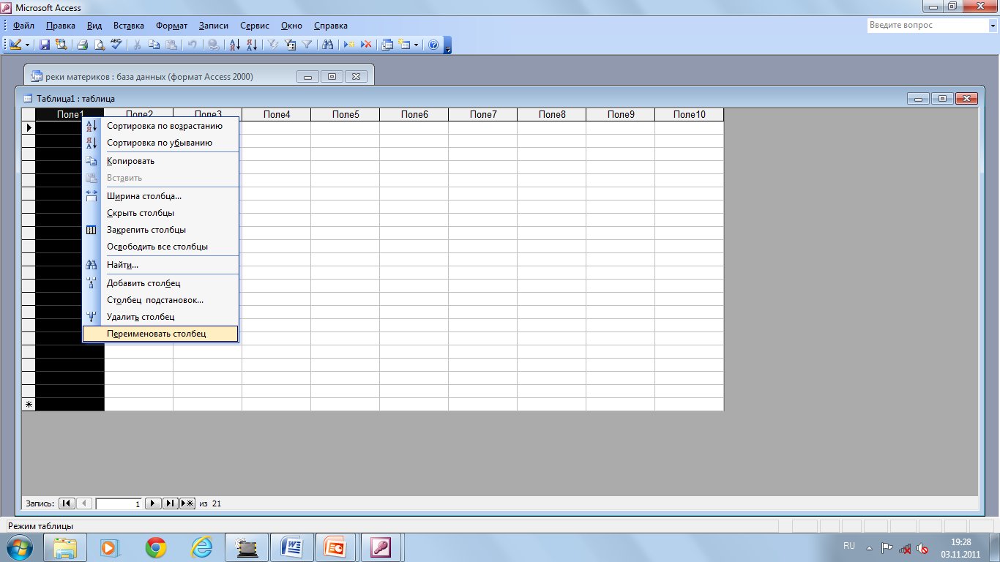 Microsoft Access
Файл Правка Вид Вставка Формат Записи Сервис Окно Справка
Введите вопрос
реки материков : база данных (формат Access 2000)
Таблица1 : таблица
Поле1 Поле2 Поле3 Поле4 Поле5 Поле6 Поле7 Поле8 Поле9 Поле10
Сортировка по возрастанию
Сортировка по убыванию
Копировать
Вставить
Ширина столбца...
Скрыть столбцы
Закрепить столбцы
Освободить все столбцы
Найти...
Добавить столбец
Столбец подстановок...
Удалить столбец
Переименовать столбец
Запись: 1 из 21
Режим таблицы
RU
19:28
03.11.2011